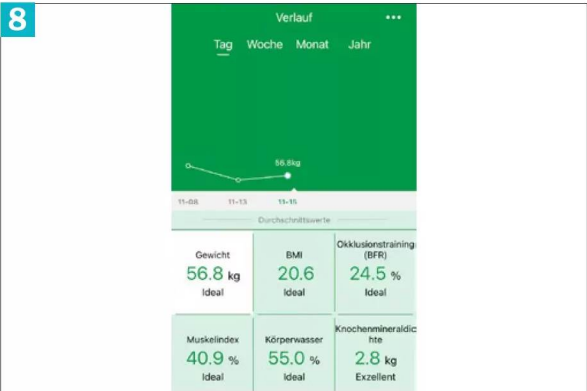 8
Verlauf
Tag Woche Monat Jahr
56.8kg
11-08 11-13 11-15
Durchschnittswerte
Gewicht
56.8 kg
Ideal
BMI
20.6
Ideal
Okklusionstraining
(BFR)
24.5 %
Ideal
Muskelindex
40.9 %
Ideal
Körperwasser
55.0 %
Ideal
Knochenmineraldic
hte
2.8 kg
Exzellent